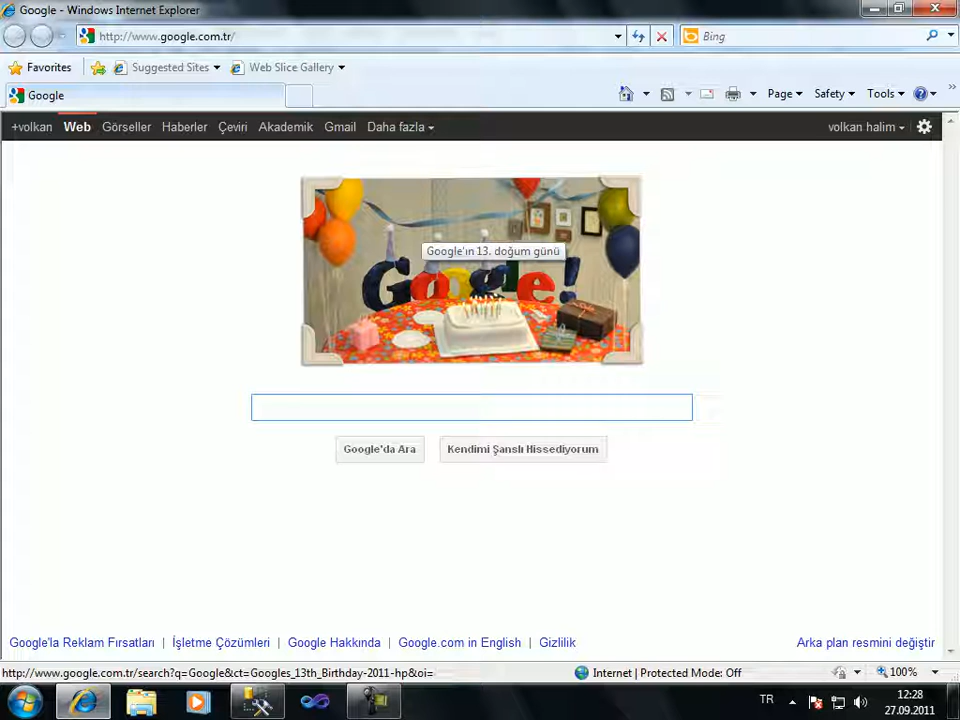 Google - Windows Internet Explorer
http://www.google.com.tr/
Bing
Favorites Suggested Sites Web Slice Gallery
Google
Page Safety Tools
+volkan Web Görseller Haberler Çeviri Akademik Gmail Daha fazla volkan halim
Google'ın 13. doğum günü
Google!
Google'da Ara Kendimi Şanslı Hissediyorum
Google'la Reklam Fırsatları | İşletme Çözümleri | Google Hakkında | Google.com in English | Gizlilik Arka plan resmini değiştir
http://www.google.com.tr/search?q=Google&ct=Googles_13th_Birthday-2011-hp&oi= Internet | Protected Mode: Off 100%
TR 12:28
27.09.2011